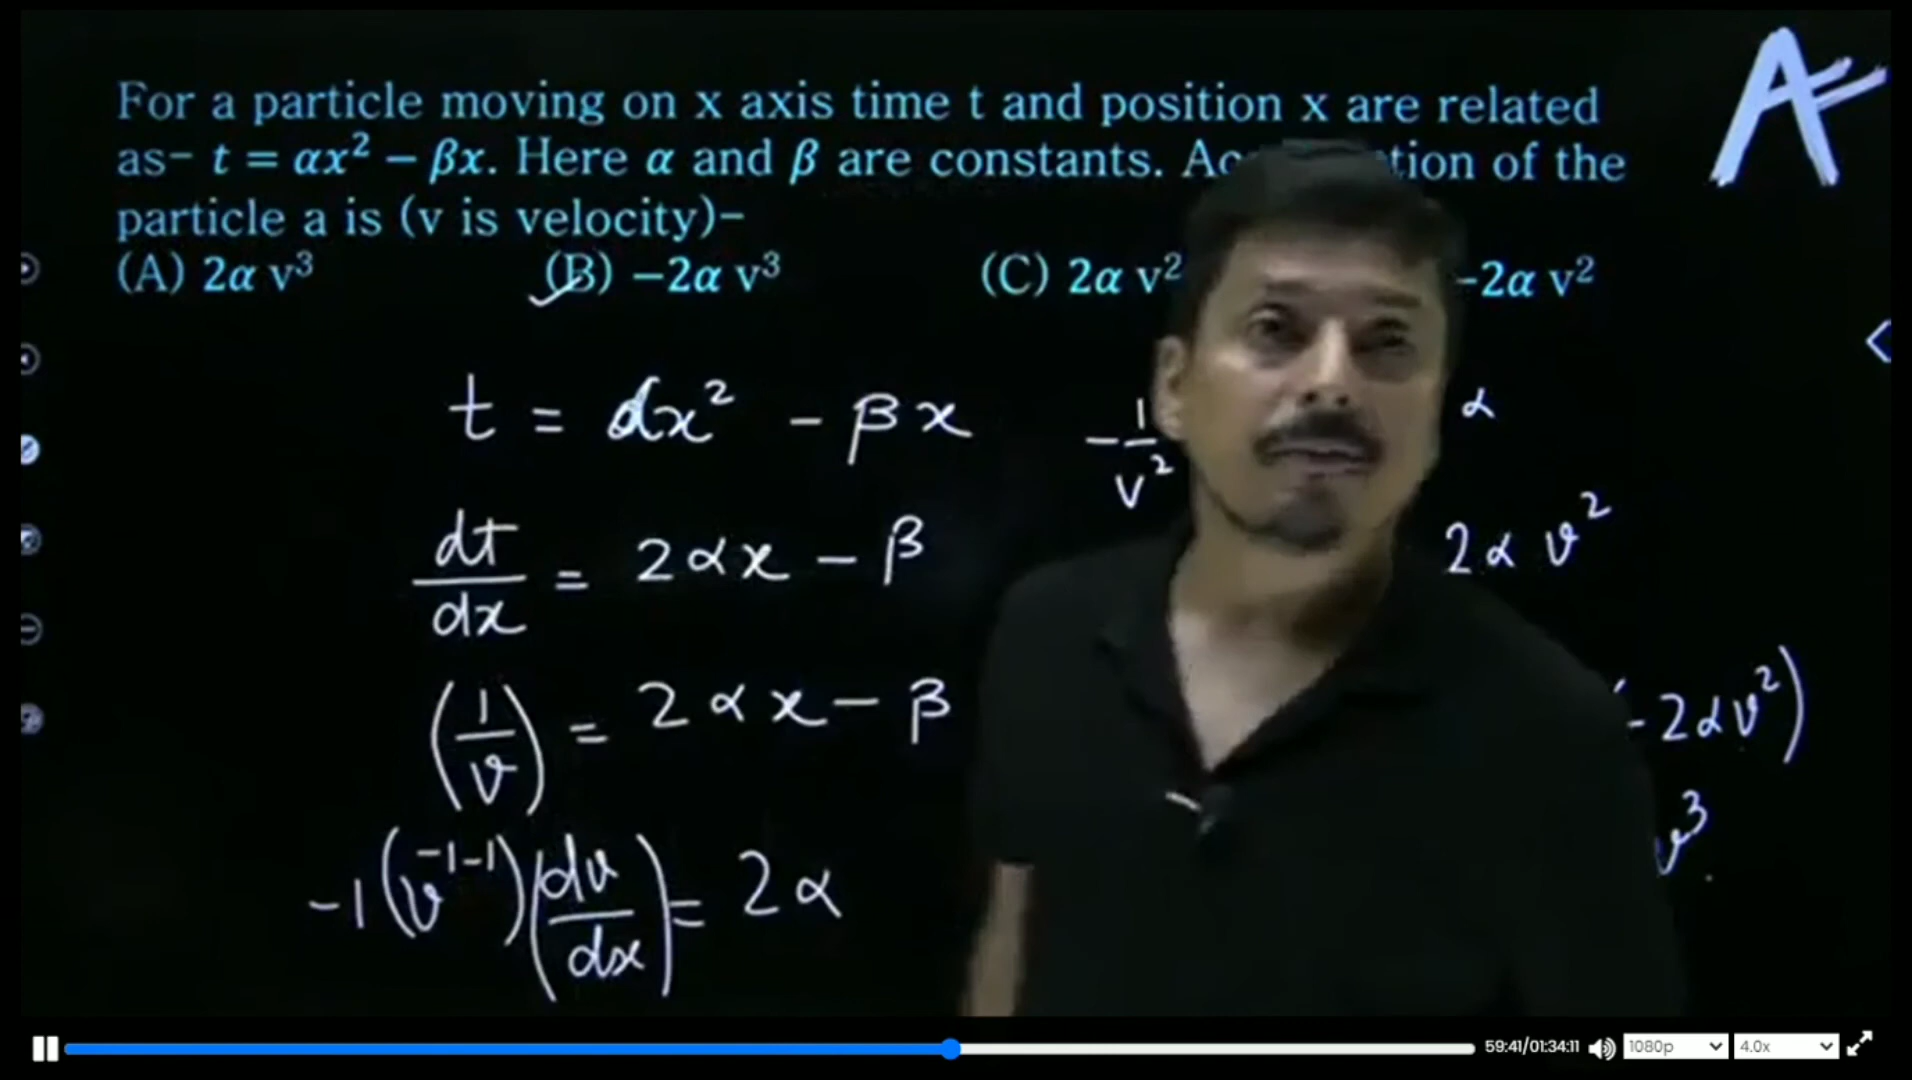 For a particle moving on x axis time t and position x are related
as- t = αx² − βx. Here α and β are constants. Ac tion of the
particle a is (v is velocity)-
(A) 2α v³ (B) −2α v³ (C) 2α v² -2α v²
A
t = αx² − βx
dt/dx = 2αx − β
(1/v) = 2αx − β
-1(v⁻¹⁻¹)(dv/dx) = 2α
-1/v² α
2α v²
-2αv²)
v³
59:41/01:34:11 1080p 4.0x